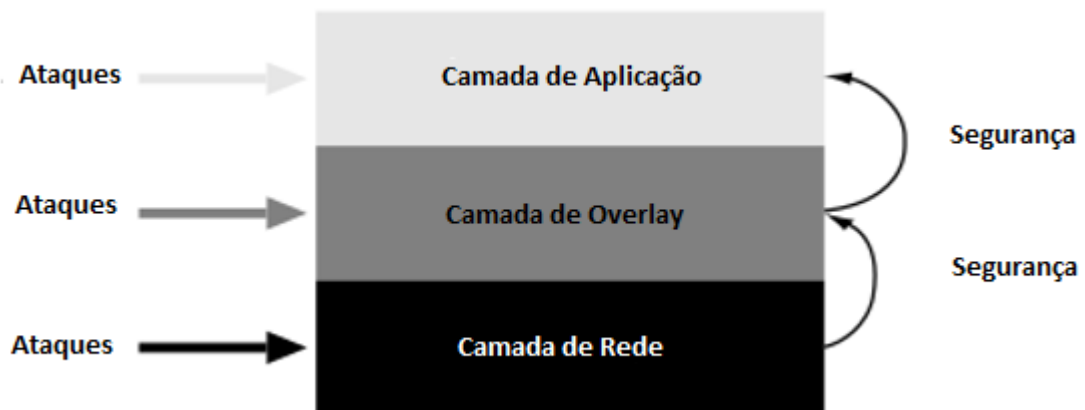 Ataques
Camada de Aplicação
Segurança
Ataques
Camada de Overlay
Segurança
Ataques
Camada de Rede